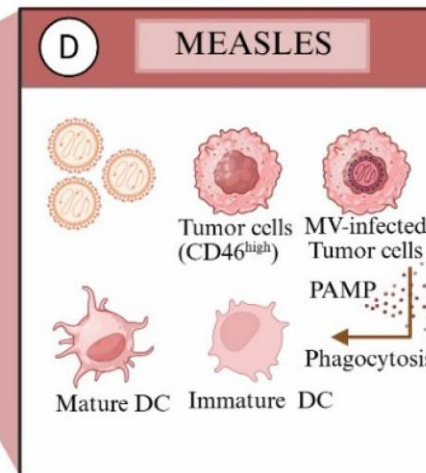 D
MEASLES
Tumor cells
(CD46high)
MV-infected
Tumor cells
PAMP
Phagocytosis
Mature DC
Immature DC